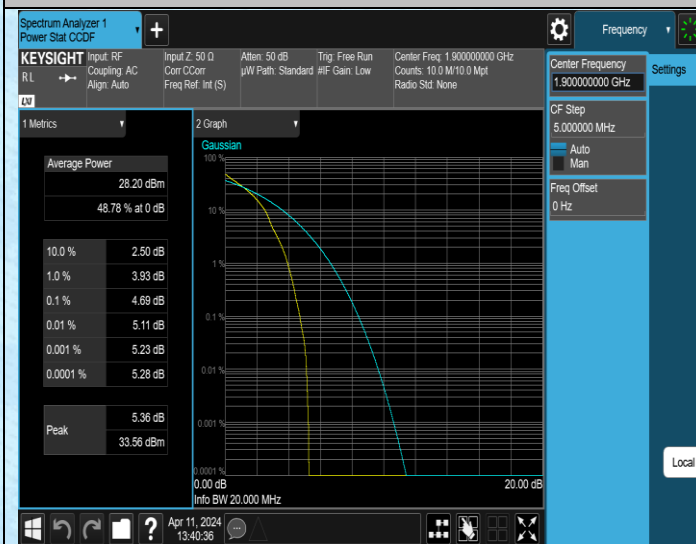 Spectrum Analyzer 1
Power Stat CCDF
Frequency
KEYSIGHT
RL
LXI
Input: RF
Coupling: AC
Align: Auto
Input Z: 50 Ω
Corr CCorr
Freq Ref: Int (S)
Atten: 50 dB
µW Path: Standard
Trig: Free Run
#IF Gain: Low
Center Freq: 1.900000000 GHz
Counts: 10.0 M/10.0 Mpt
Radio Std: None
Center Frequency
1.900000000 GHz
Settings
CF Step
5.000000 MHz
Auto
Man
Freq Offset
0 Hz
1 Metrics
Average Power
28.20 dBm
48.78 % at 0 dB
10.0 % 2.50 dB
1.0 % 3.93 dB
0.1 % 4.69 dB
0.01 % 5.11 dB
0.001 % 5.23 dB
0.0001 % 5.28 dB
Peak
5.36 dB
33.56 dBm
2 Graph
Gaussian
100 %
10 %
1 %
0.1 %
0.01 %
0.001 %
0.0001 %
0.00 dB 20.00 dB
Info BW 20.000 MHz
Local
?
Apr 11, 2024
13:40:36